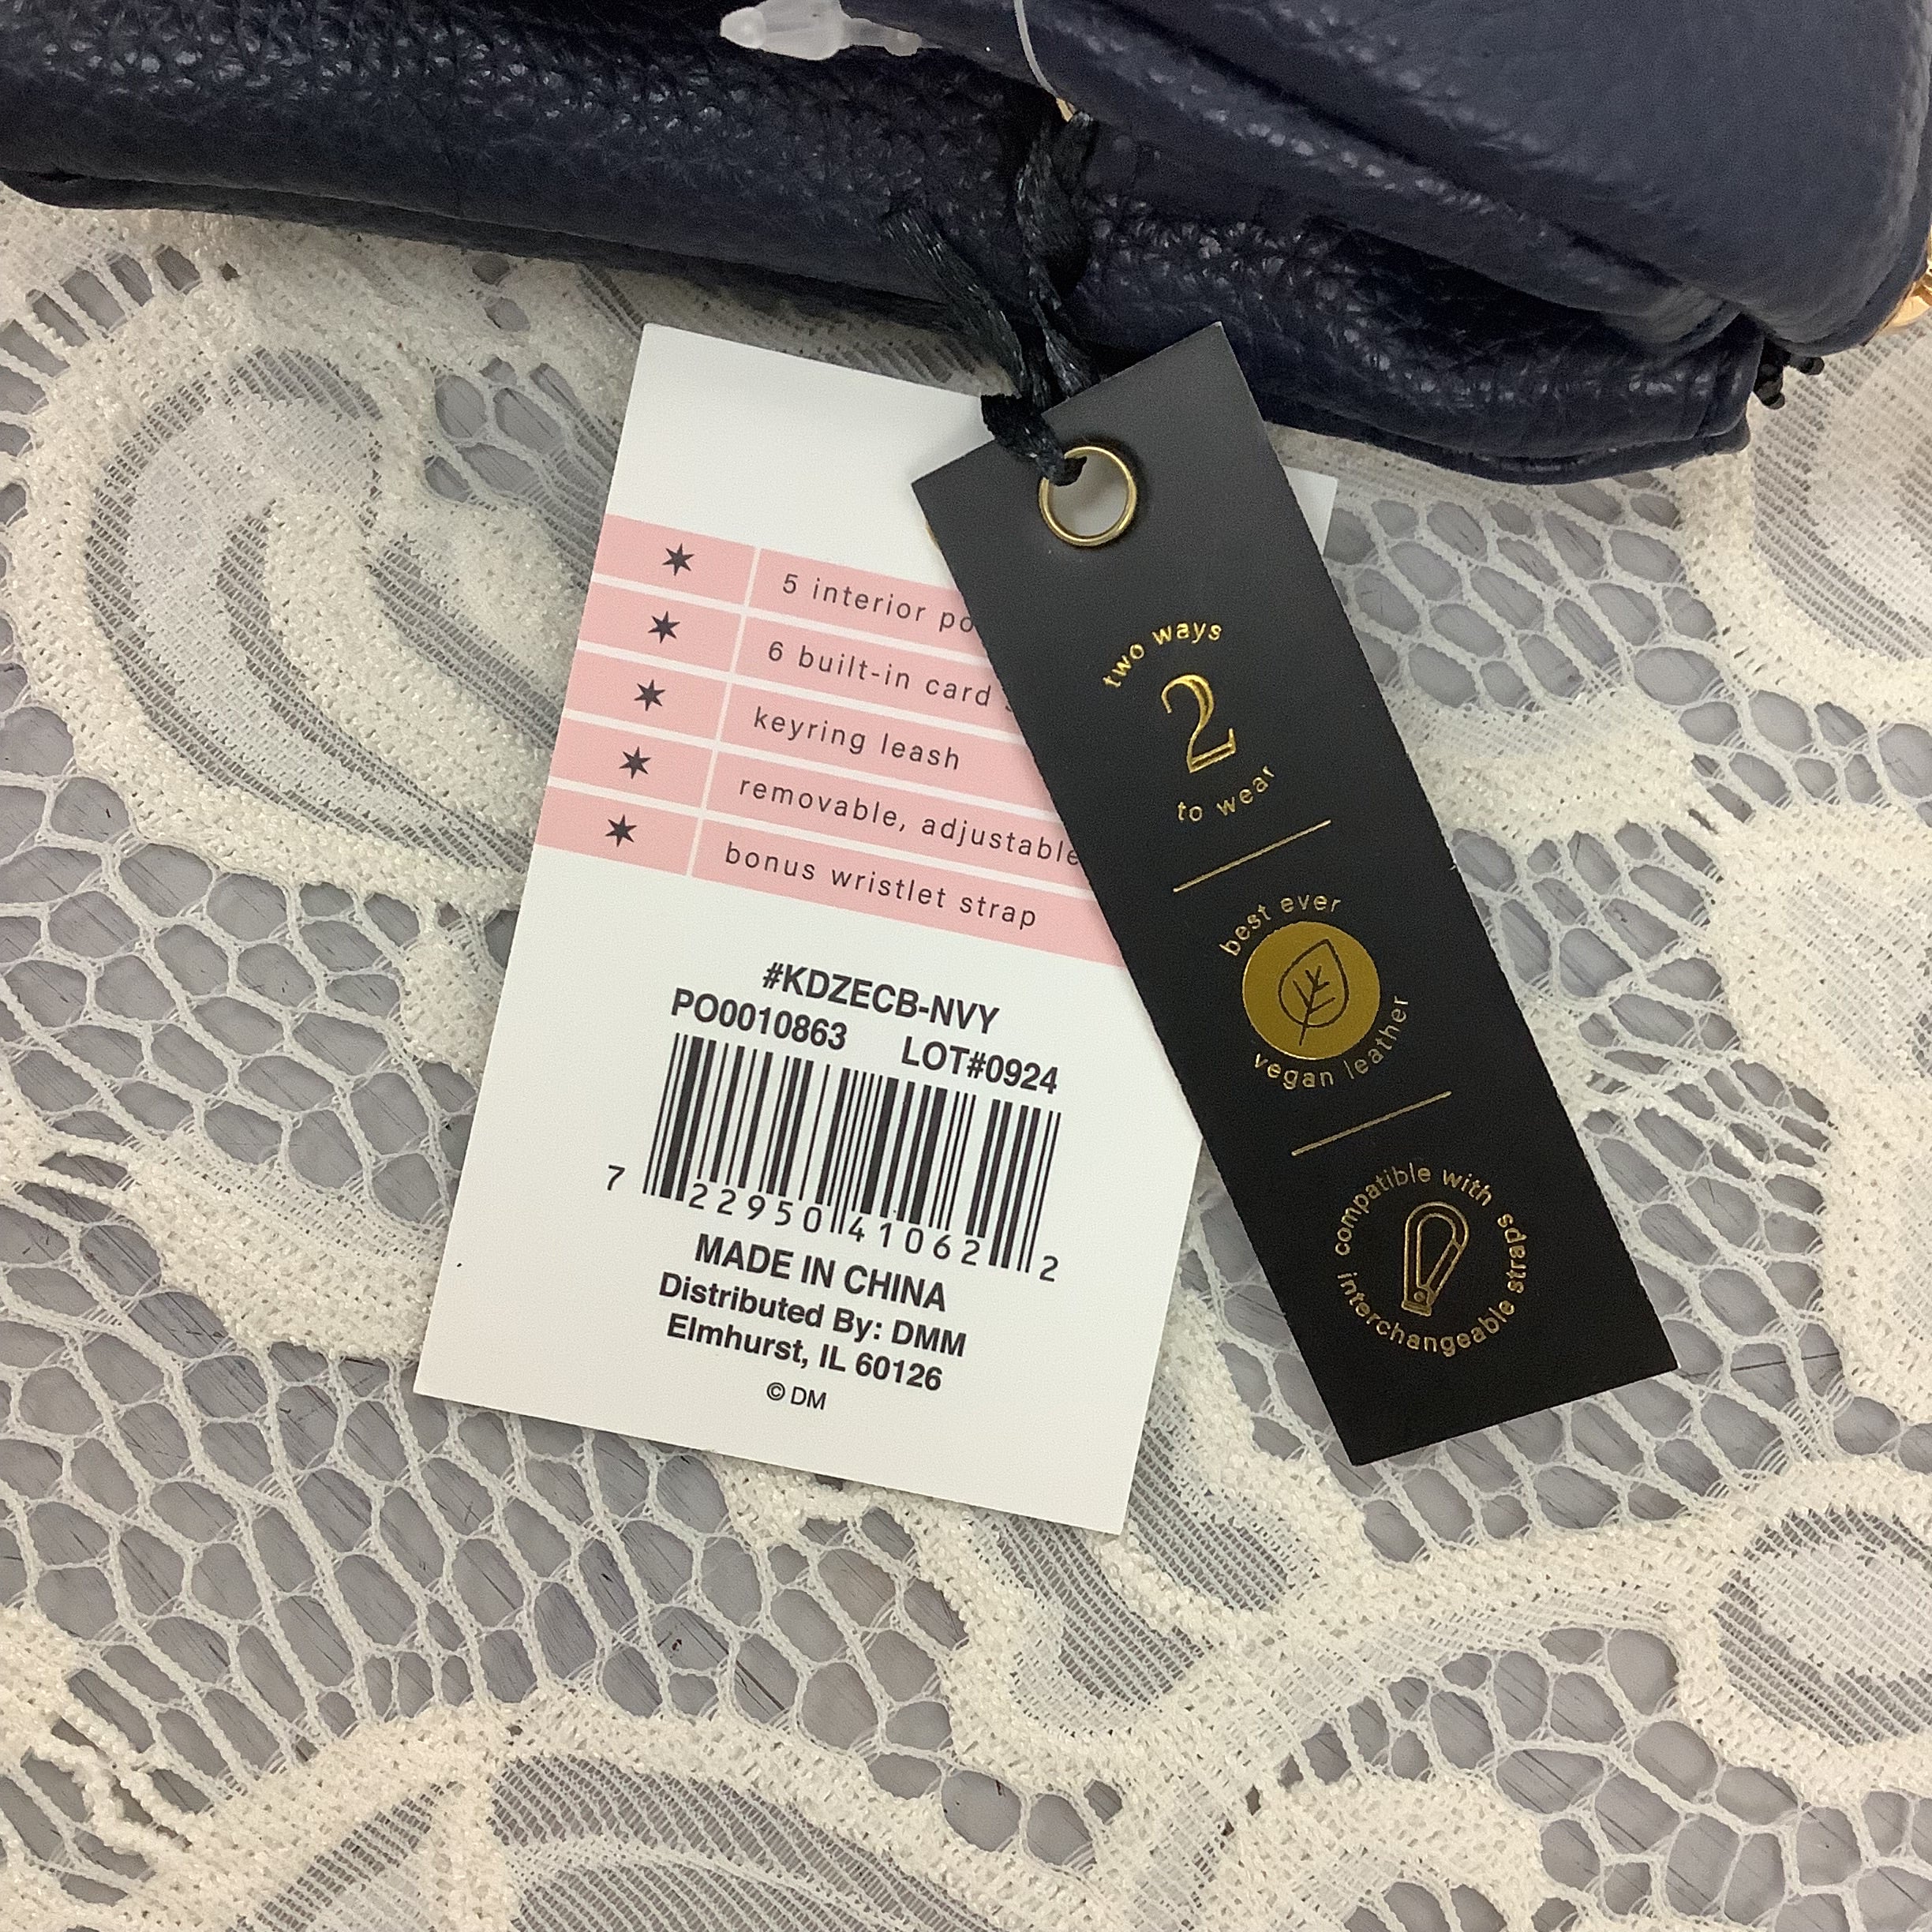 5 interior
6 built-in card
keyring leash
removable, adjustable
bonus wristlet strap
#KDZECB-NVY
PO0010863 LOT#0924
7 22950 41062 2
MADE IN CHINA
Distributed By: DMM
Elmhurst, IL 60126
© DM
two ways
2
to wear
best ever
vegan leather
compatible with
interchangeable straps